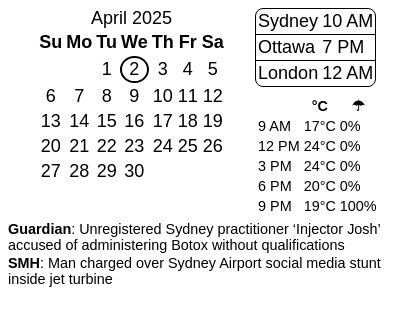 April 2025
Su Mo Tu We Th Fr Sa
1 2 3 4 5
6 7 8 9 10 11 12
13 14 15 16 17 18 19
20 21 22 23 24 25 26
27 28 29 30
Sydney 10 AM
Ottawa 7 PM
London 12 AM
°C ☂
9 AM 17°C 0%
12 PM 24°C 0%
3 PM 24°C 0%
6 PM 20°C 0%
9 PM 19°C 100%
Guardian: Unregistered Sydney practitioner ‘Injector Josh’
accused of administering Botox without qualifications
SMH: Man charged over Sydney Airport social media stunt
inside jet turbine